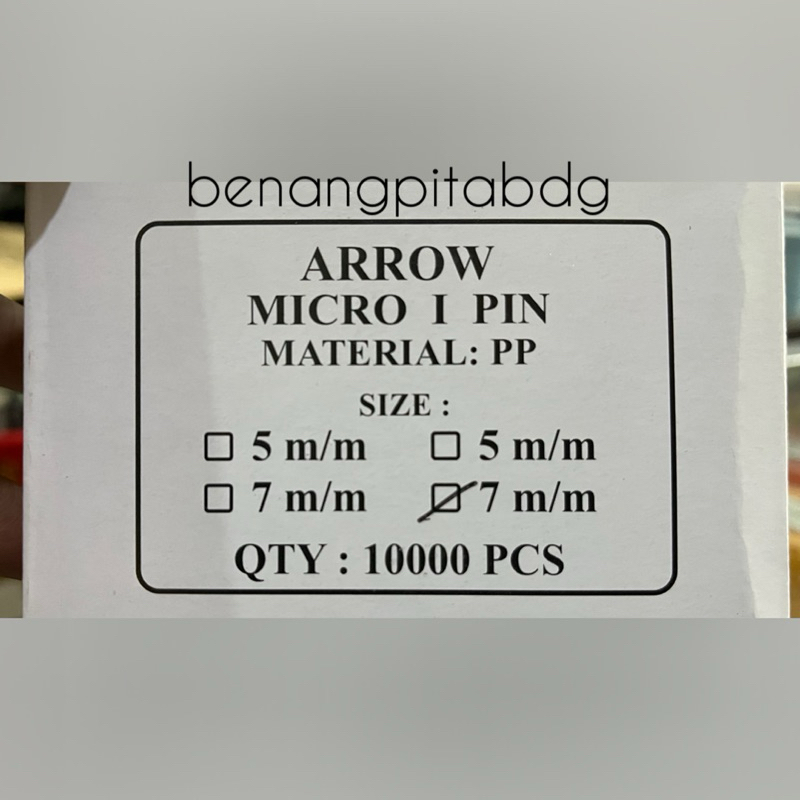 benangpitabdg
ARROW
MICRO I PIN
MATERIAL: PP
SIZE :
5 m/m 5 m/m
7 m/m 7 m/m
QTY : 10000 PCS